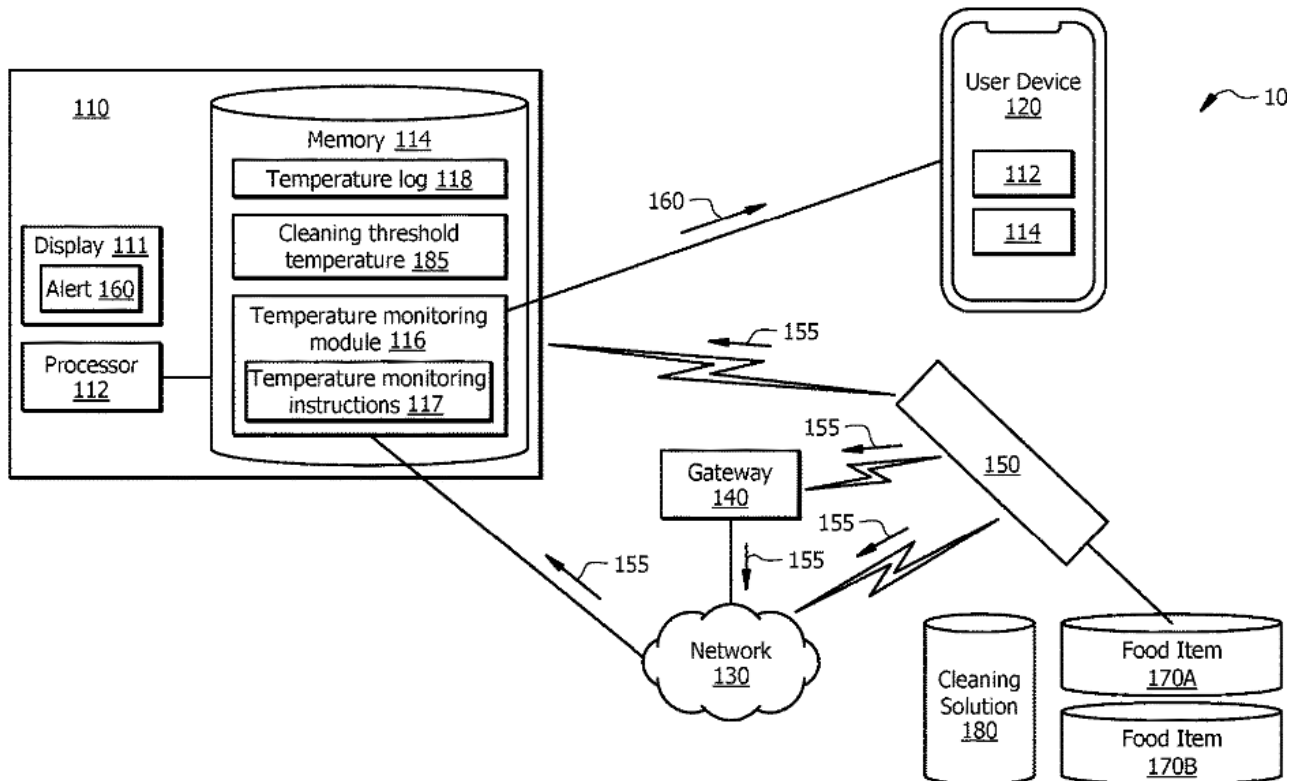 110
Memory 114
Temperature log 118
Cleaning threshold
temperature 185
Display 111
Alert 160
Temperature monitoring
module 116
Temperature monitoring
instructions 117
Processor
112
160
User Device
120
112
114
10
155
155
Gateway
140
150
155
155
155
Network
130
Cleaning
Solution
180
Food Item
170A
Food Item
170B